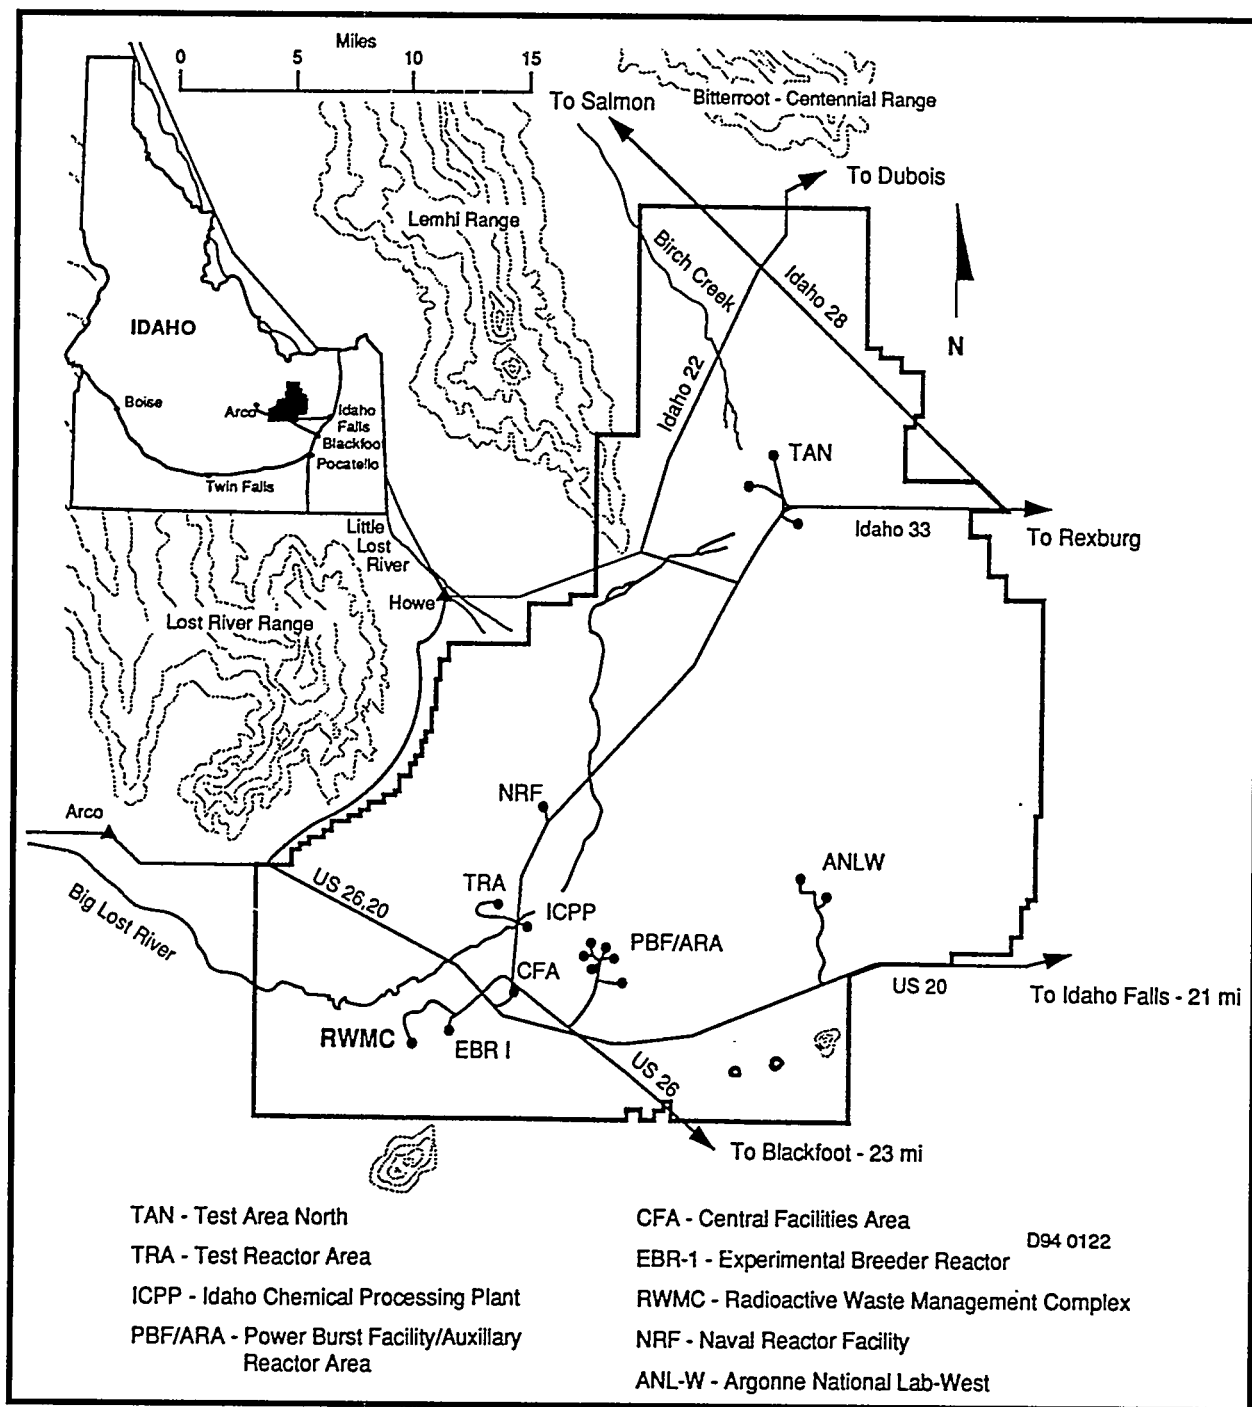 Miles
0 5 10 15
To Salmon
Bitterroot - Centennial Range
To Dubois
Lemhi Range
Birch Creek
Idaho 28
Idaho 22
N
IDAHO
Boise
Arco
Idaho
Falls
Blackfoot
Pocatello
Twin Falls
TAN
Idaho 33
To Rexburg
Little
Lost
River
Howe
Lost River Range
NRF
Arco
US 26,20
TRA
ICPP
ANLW
PBF/ARA
Big Lost River
CFA
US 20
To Idaho Falls - 21 mi
RWMC
EBR I
US 26
To Blackfoot - 23 mi
TAN - Test Area North
TRA - Test Reactor Area
ICPP - Idaho Chemical Processing Plant
PBF/ARA - Power Burst Facility/Auxillary
Reactor Area
CFA - Central Facilities Area
D94 0122
EBR-1 - Experimental Breeder Reactor
RWMC - Radioactive Waste Management Complex
NRF - Naval Reactor Facility
ANL-W - Argonne National Lab-West